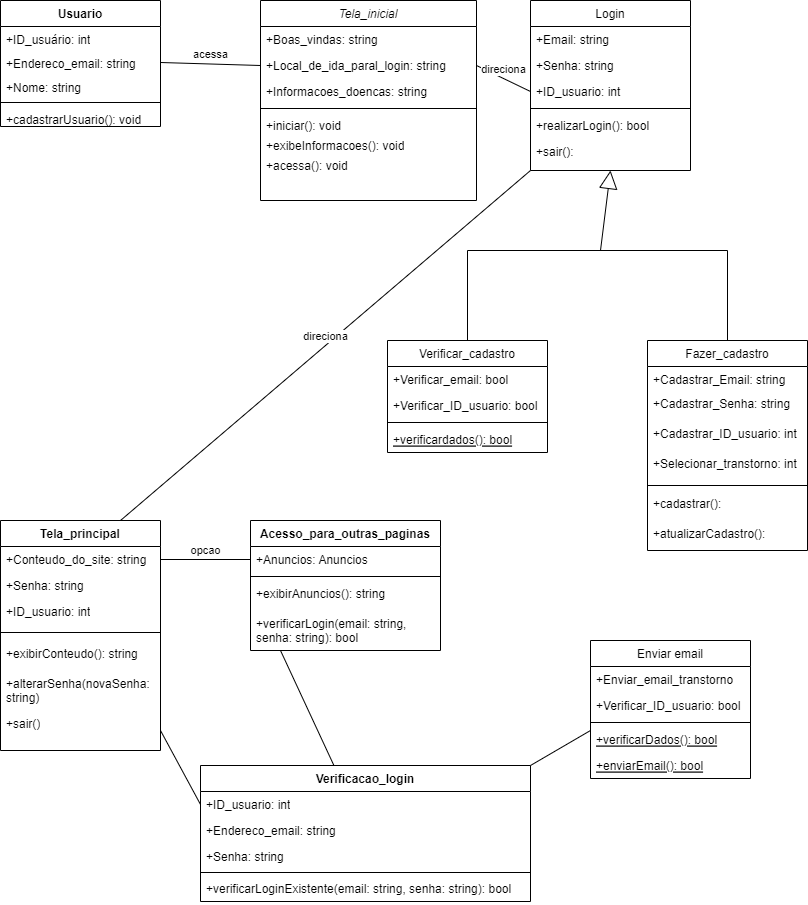 Usuario
+ID_usuário: int
+Endereco_email: string
+Nome: string
+cadastrarUsuario(): void
acessa
Tela_inicial
+Boas_vindas: string
+Local_de_ida_paral_login: string
+Informacoes_doencas: string
+iniciar(): void
+exibeInformacoes(): void
+acessa(): void
direciona
Login
+Email: string
+Senha: string
+ID_usuario: int
+realizarLogin(): bool
+sair():
direciona
Verificar_cadastro
+Verificar_email: bool
+Verificar_ID_usuario: bool
+verificardados(): bool
Fazer_cadastro
+Cadastrar_Email: string
+Cadastrar_Senha: string
+Cadastrar_ID_usuario: int
+Selecionar_transtorno: int
+cadastrar():
+atualizarCadastro():
Tela_principal
+Conteudo_do_site: string
+Senha: string
+ID_usuario: int
+exibirConteudo(): string
+alterarSenha(novaSenha:
string)
+sair()
opcao
Acesso_para_outras_paginas
+Anuncios: Anuncios
+exibirAnuncios(): string
+verificarLogin(email: string,
senha: string): bool
Enviar email
+Enviar_email_transtorno
+Verificar_ID_usuario: bool
+verificarDados(): bool
+enviarEmail(): bool
Verificacao_login
+ID_usuario: int
+Endereco_email: string
+Senha: string
+verificarLoginExistente(email: string, senha: string): bool